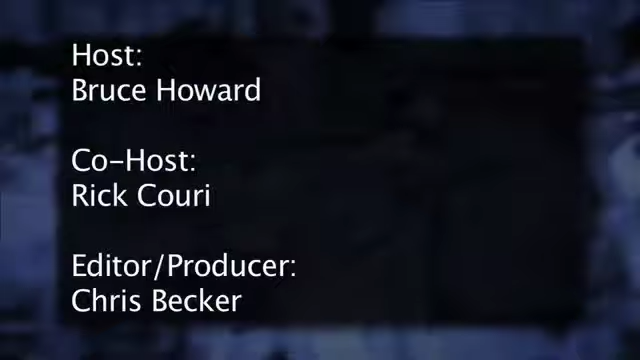 Host:
Bruce Howard
Co-Host:
Rick Couri
Editor/Producer:
Chris Becker